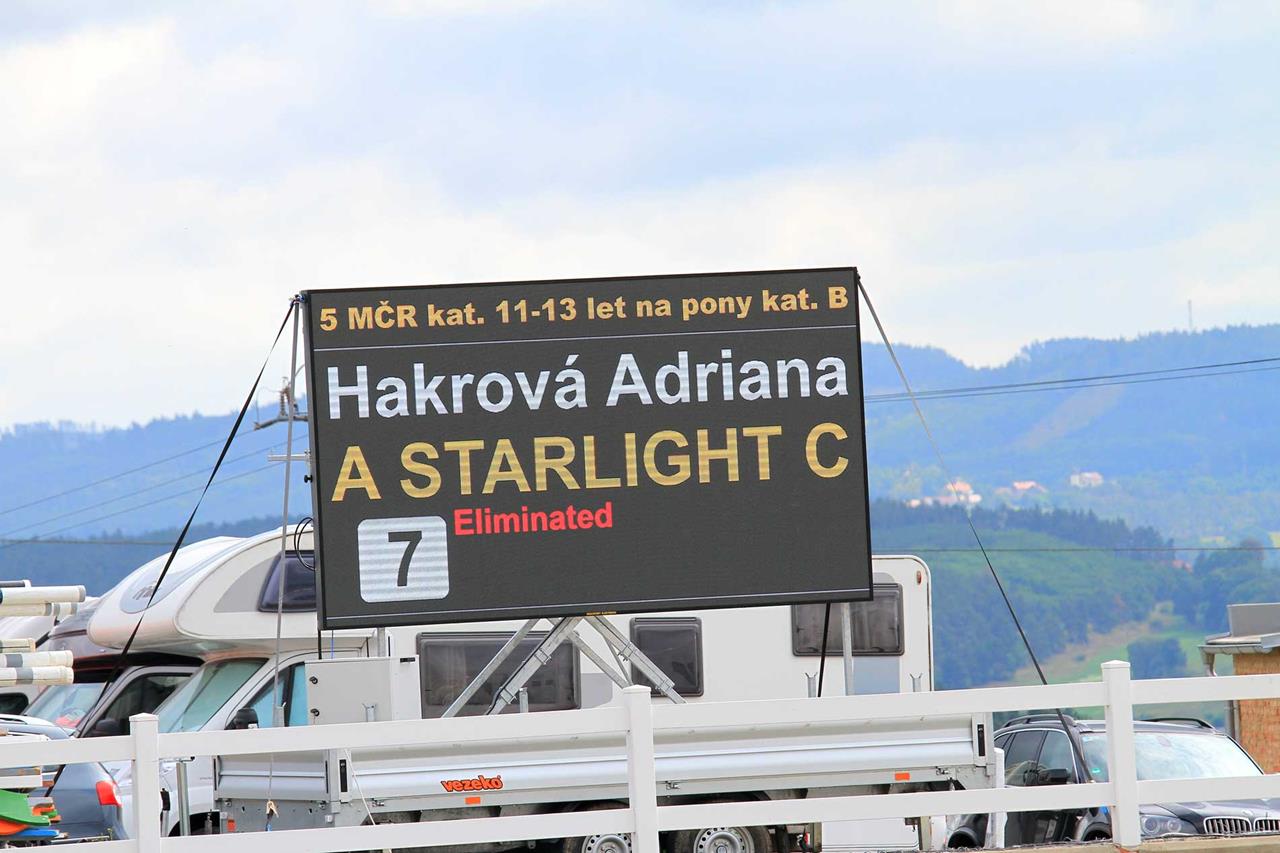 5 MČR kat. 11-13 let na pony kat. B
Hakrová Adriana
A STARLIGHT C
Eliminated
7
vezeko